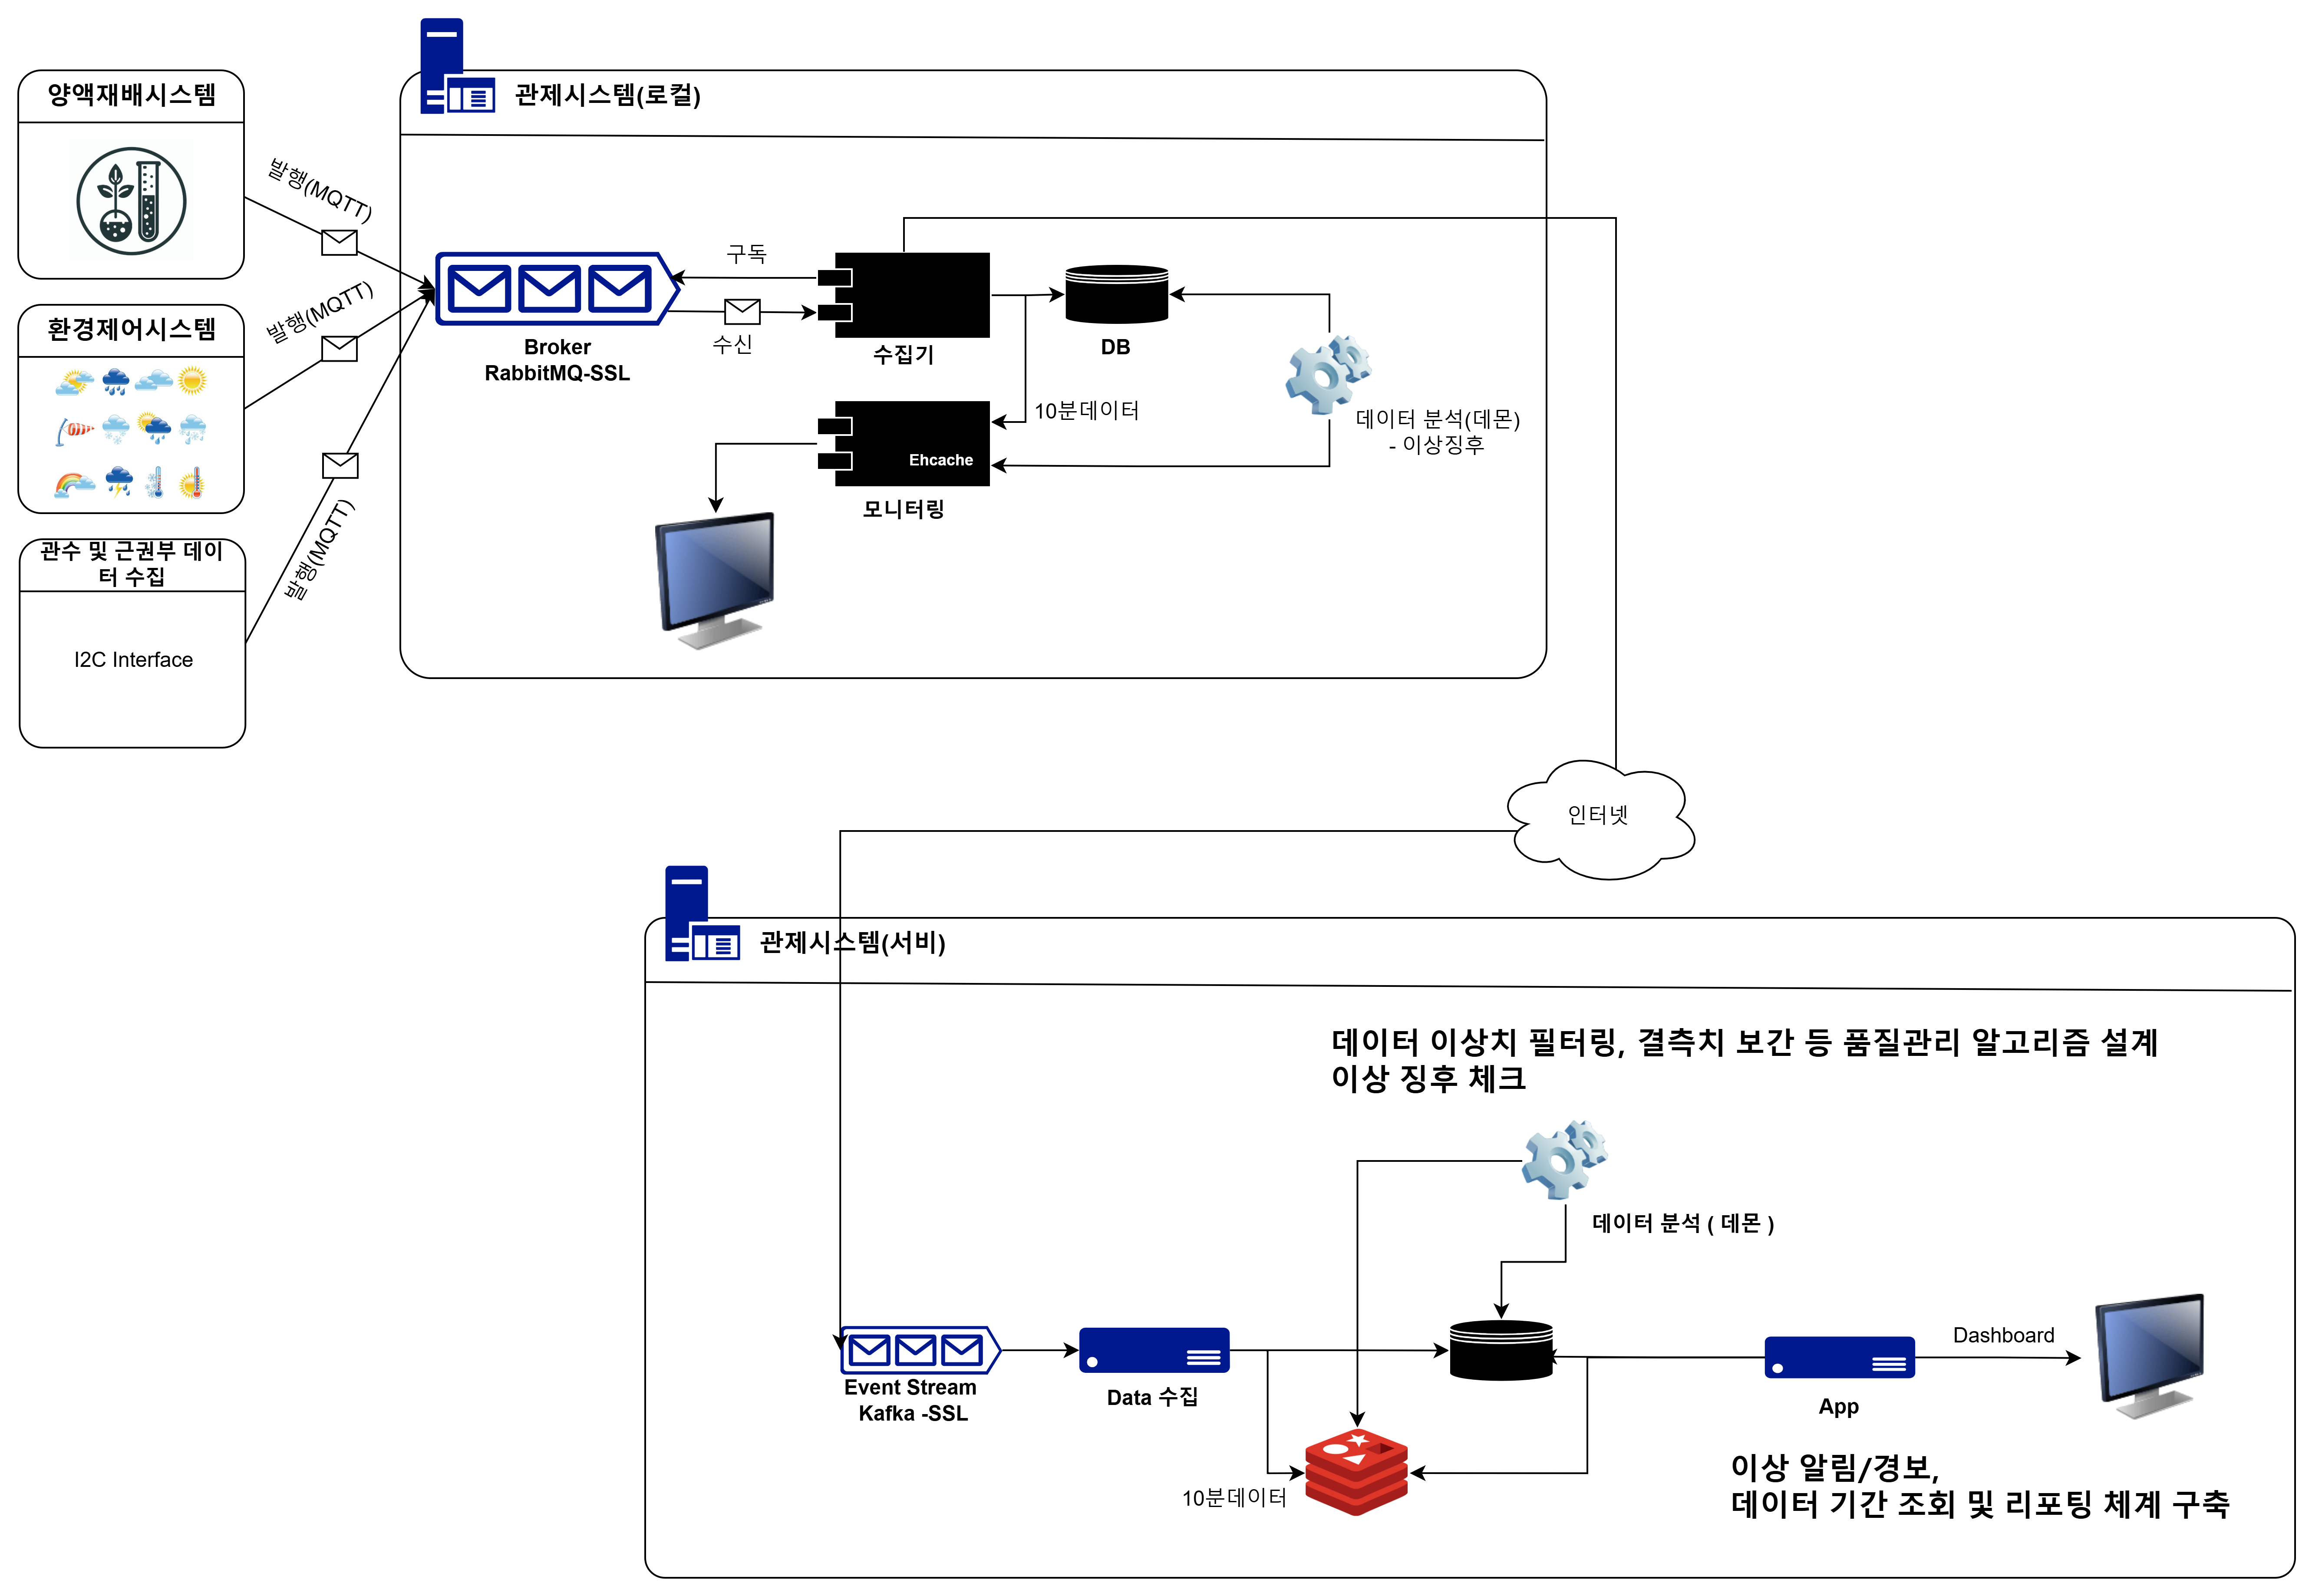 양액재배시스템
관제시스템(로컬)
발행(MQTT)
환경제어시스템
발행(MQTT)
관수 및 근권부 데이
터 수집
I2C Interface
발행(MQTT)
구독
수신
Broker
RabbitMQ-SSL
수집기
DB
10분데이터
Ehcache
모니터링
데이터 분석(데몬)
- 이상징후
인터넷
관제시스템(서비)
데이터 이상치 필터링, 결측치 보간 등 품질관리 알고리즘 설계
이상 징후 체크
데이터 분석 ( 데몬 )
Event Stream
Kafka -SSL
Data 수집
10분데이터
App
Dashboard
이상 알림/경보,
데이터 기간 조회 및 리포팅 체계 구축